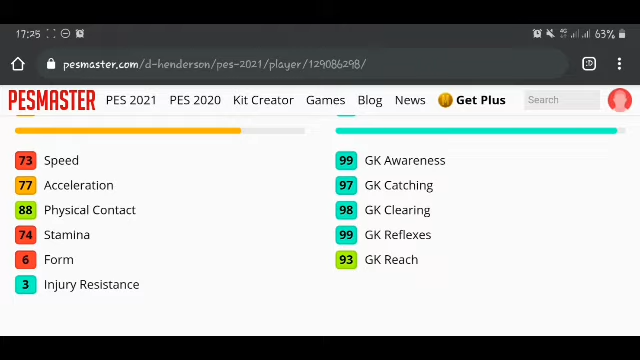 17:25 63%
pesmaster.com/d-henderson/pes-2021/player/129086298/ :D
PESMASTER PES 2021 PES 2020 Kit Creator Games Blog News Get Plus Search
73 Speed
77 Acceleration
88 Physical Contact
74 Stamina
6 Form
3 Injury Resistance
99 GK Awareness
97 GK Catching
98 GK Clearing
99 GK Reflexes
93 GK Reach